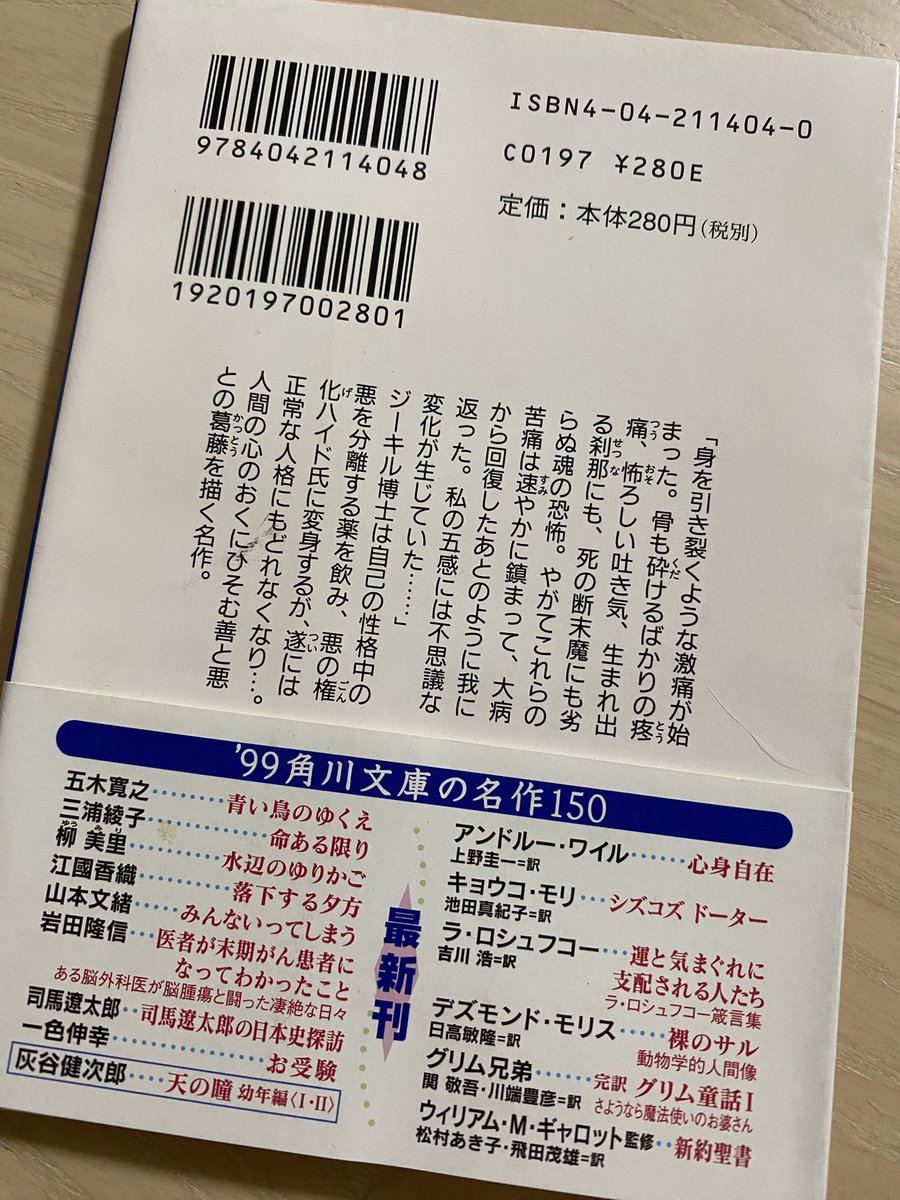 9784042114048
ISBN4-04-211404-0
C0197 ¥280E
定価：本体280円（税別）
1920197002801
「身を引き裂くような激痛が始
まった。骨も砕けるばかりの疼
痛、怖ろしい吐き気、生まれ出
る刹那にも、死の断末魔にも劣
らぬ魂の恐怖。やがてこれらの
苦痛は速やかに鎮まって、大病
から回復したあとのように我に
返った。私の五感には不思議な
変化が生じていた……」
ジーキル博士は自己の性格中の
悪を分離する薬を飲み、悪の権
化ハイド氏に変身するが、遂には
正常な人格にもどれなくなり…。
人間の心のおくにひそむ善と悪
との葛藤を描く名作。
'99角川文庫の名作150
五木寛之………青い鳥のゆくえ
三浦綾子………命ある限り
柳 美里………水辺のゆりかご
江國香織………落下する夕方
山本文緒……みんないってしまう
岩田隆信……医者が末期がん患者に
なってわかったこと
ある脳外科医が脳腫瘍と闘った凄絶な日々
司馬遼太郎…司馬遼太郎の日本史探訪
一色伸幸………お受験
灰谷健次郎……天の瞳 幼年編〈I・II〉
最新刊
アンドルー・ワイル……心身自在
上野圭一=訳
キョウコ・モリ……シズコズ ドーター
池田真紀子=訳
ラ・ロシュフコー……運と気まぐれに
吉川 浩=訳
支配される人たち
ラ・ロシュフコー箴言集
デズモンド・モリス……裸のサル
日高敏隆=訳
動物学的人間像
グリム兄弟……完訳 グリム童話I
関 敬吾・川端豊彦=訳
さようなら魔法使いのお婆さん
ウィリアム・M・ギャロット監修…新約聖書
松村あき子・飛田茂雄=訳